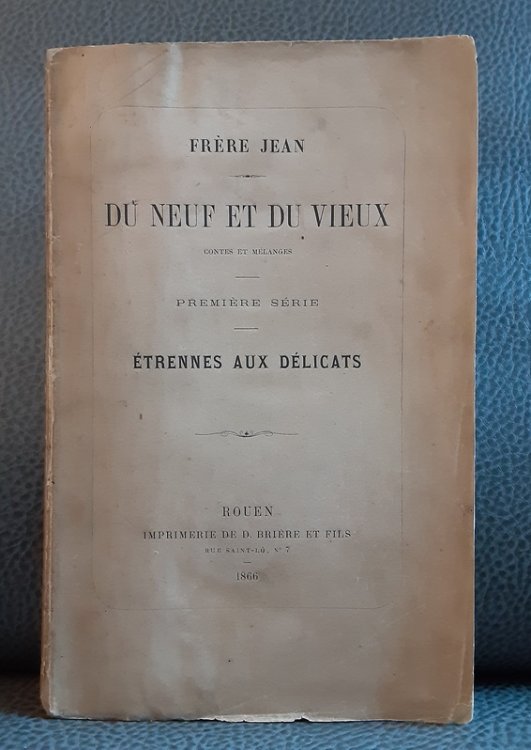 FRÈRE JEAN
DU NEUF ET DU VIEUX
CONTES ET MÉLANGES
PREMIÈRE SÉRIE
ÉTRENNES AUX DÉLICATS
ROUEN
IMPRIMERIE DE D. BRIÈRE ET FILS
RUE SAINT-LÔ, N° 7
1866